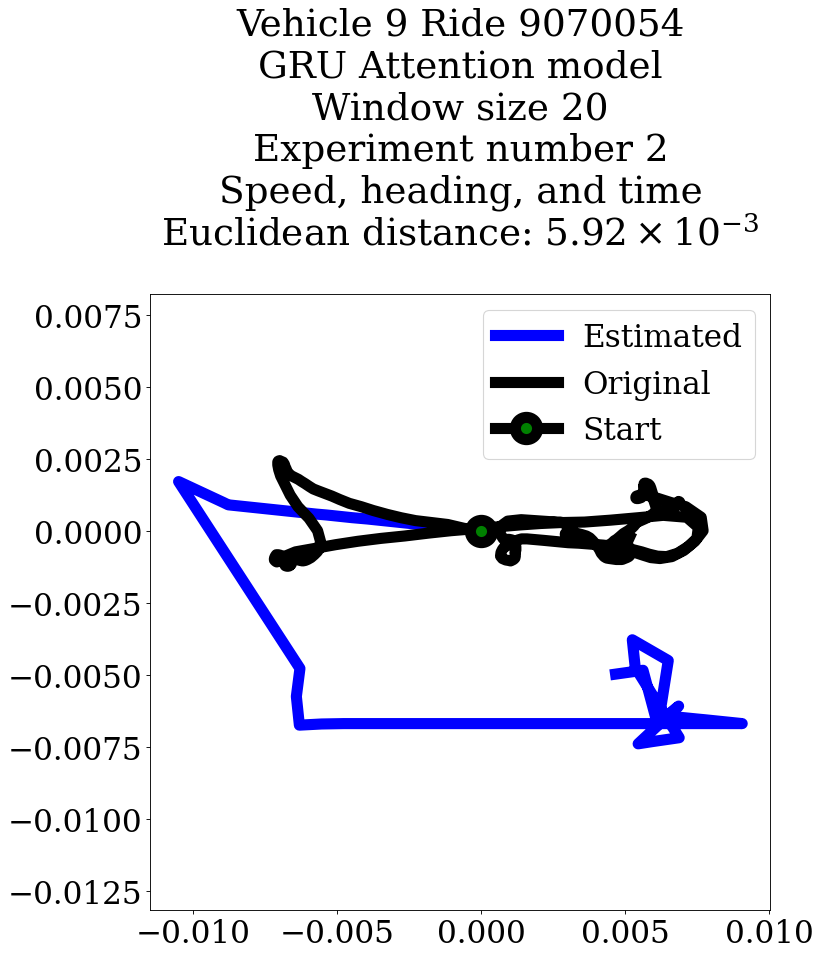 Vehicle 9 Ride 9070054
GRU Attention model
Window size 20
Experiment number 2
Speed, heading, and time
Euclidean distance: 5.92 × 10⁻³
0.0075
0.0050
0.0025
0.0000
−0.0025
−0.0050
−0.0075
−0.0100
−0.0125
Estimated
Original
Start
−0.010 −0.005 0.000 0.005 0.010